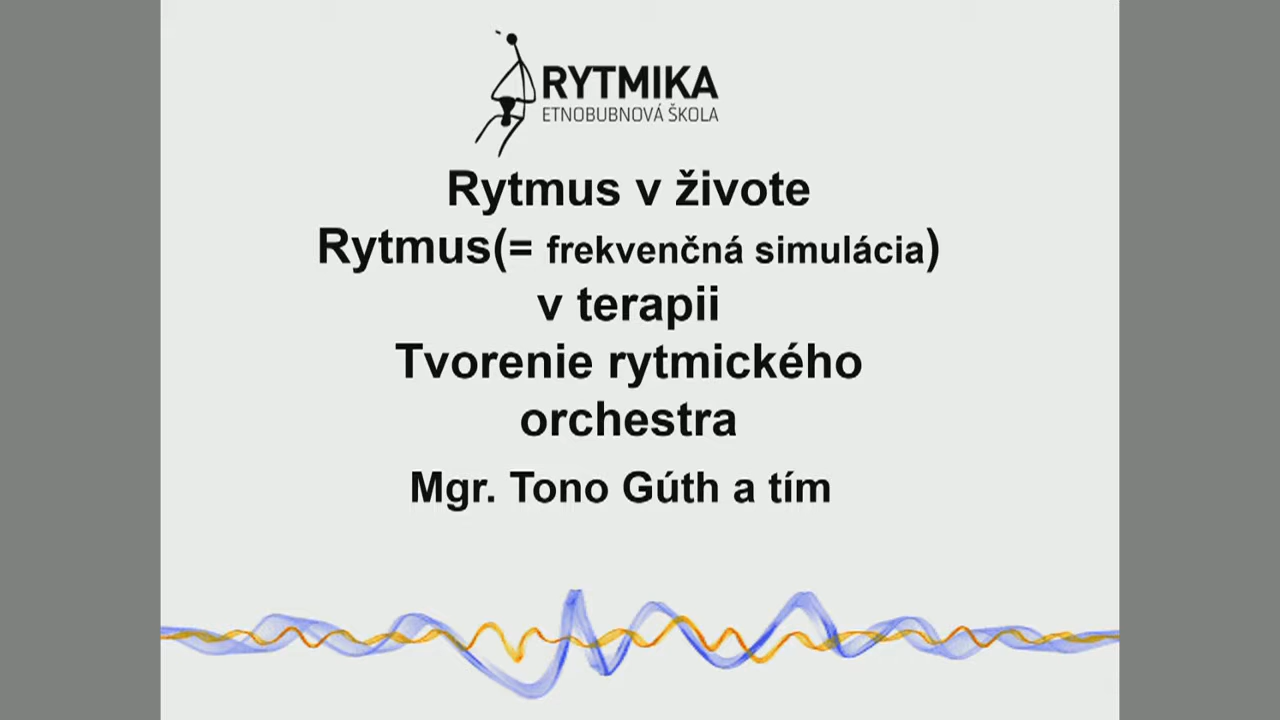 RYTMIKA
ETNOBUBNOVÁ ŠKOLA
Rytmus v živote
Rytmus(= frekvenčná simulácia)
v terapii
Tvorenie rytmického
orchestra
Mgr. Tono Gúth a tím